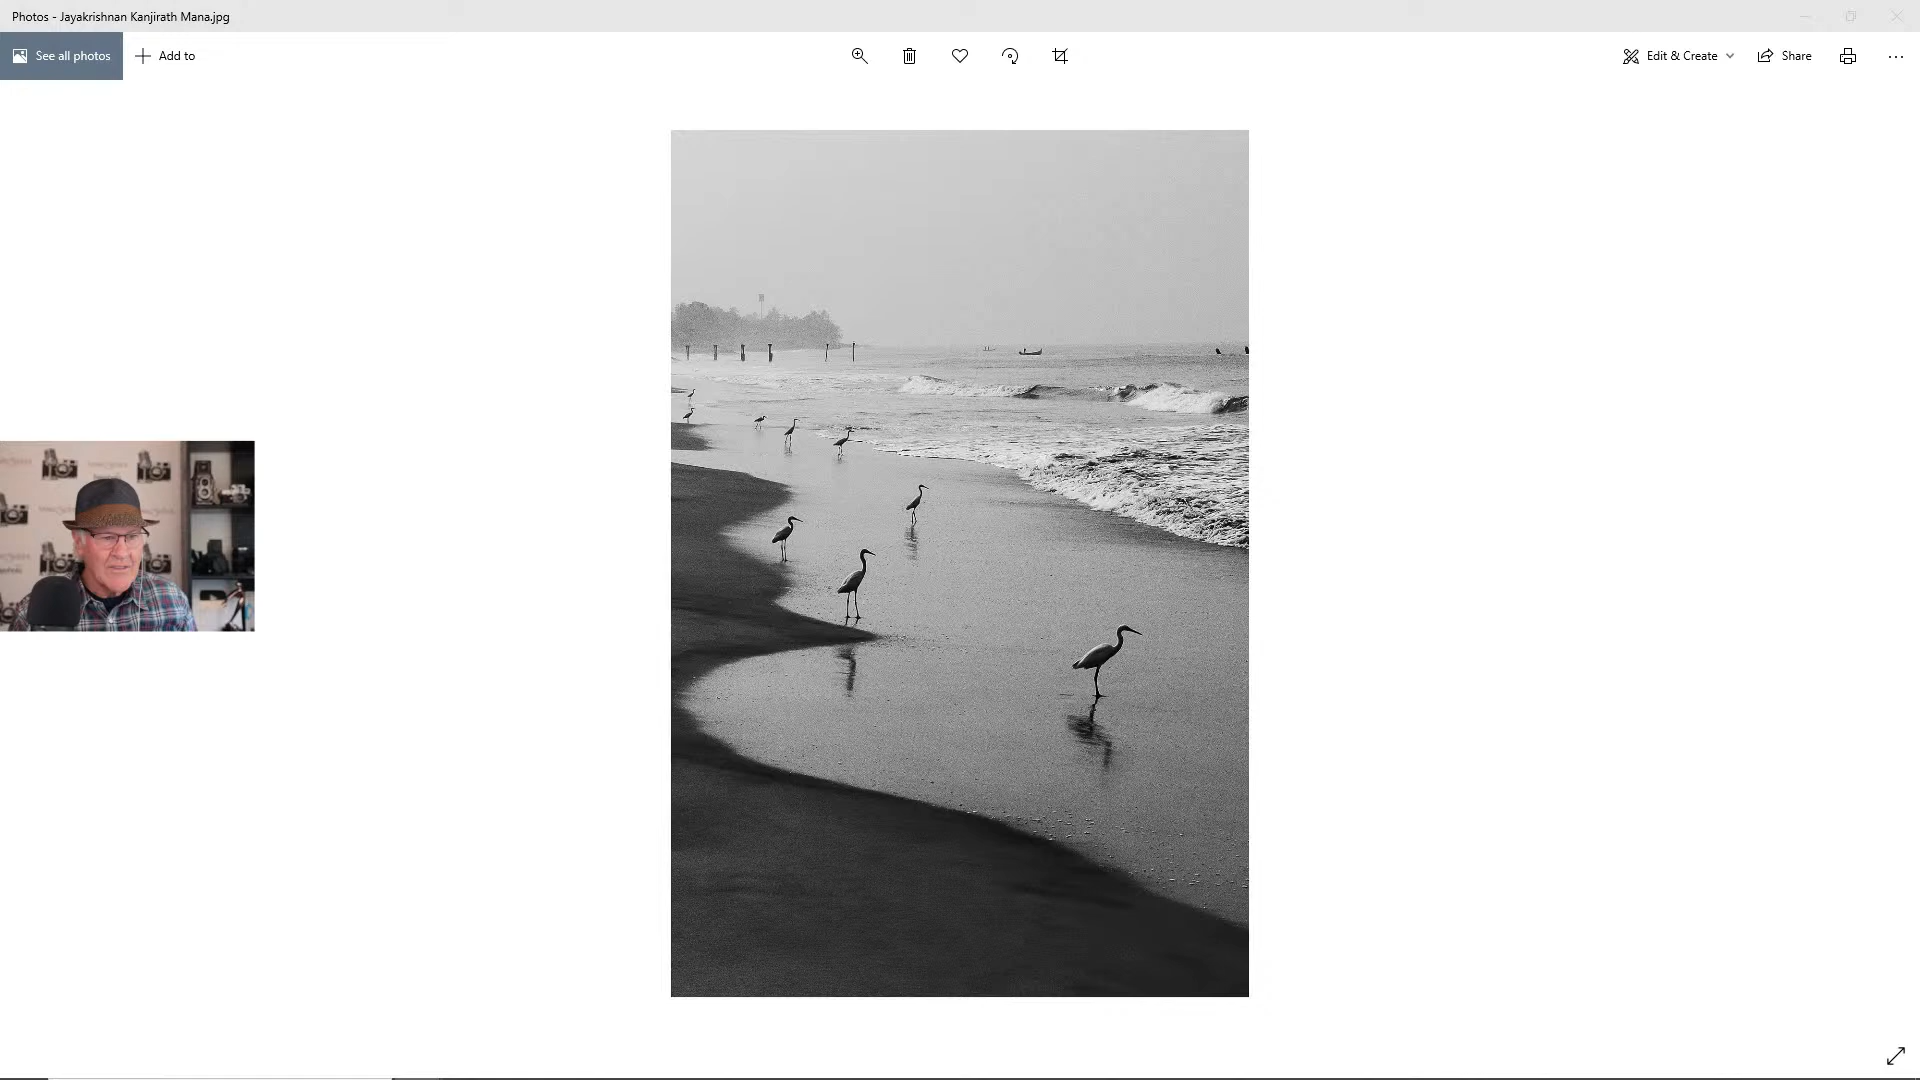 Photos - Jayakrishnan Kanjirath Mana.jpg
See all photos
Add to
Edit & Create
Share